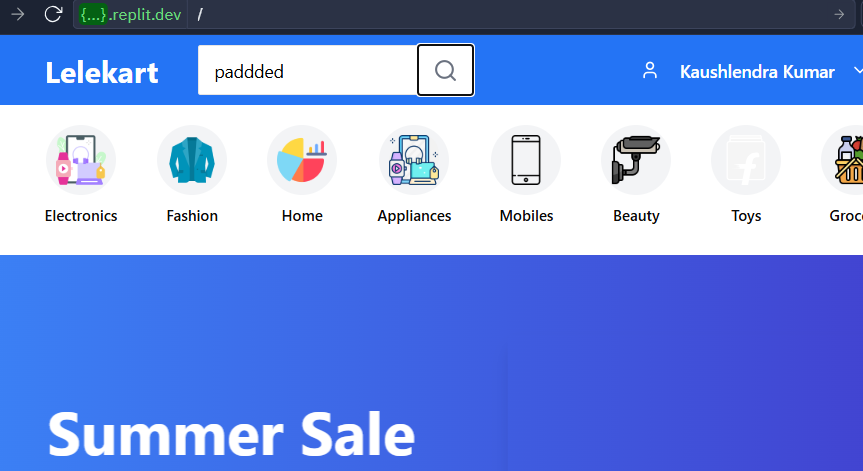 {...}.replit.dev /
Lelekart
paddded
Kaushlendra Kumar
Electronics
Fashion
Home
Appliances
Mobiles
Beauty
Toys
Groc
Summer Sale